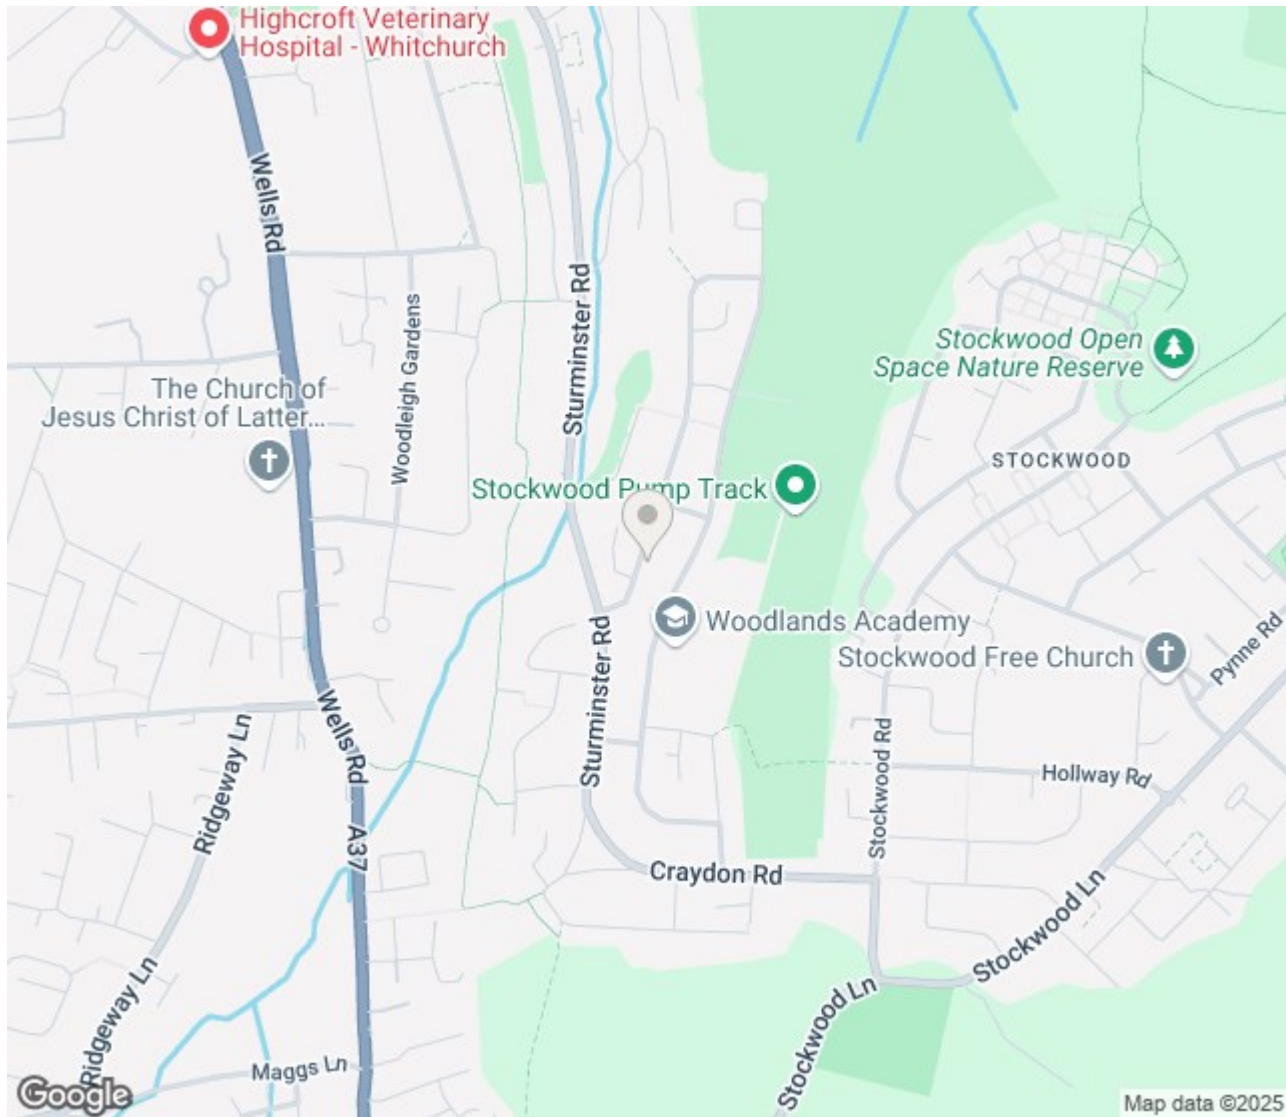 Highcroft Veterinary
Hospital - Whitchurch
Wells Rd
Sturminster Rd
Woodleigh Gardens
Stockwood Open
Space Nature Reserve
The Church of
Jesus Christ of Latter...
STOCKWOOD
Stockwood Pump Track
Woodlands Academy
Stockwood Free Church
Pynne Rd
Sturminster Rd
Wells Rd
Ridgeway Ln
Stockwood Rd
Hollway Rd
A37
Craydon Rd
Stockwood Ln
Ridgeway Ln
Stockwood Ln
Maggs Ln
Google
Map data ©2025